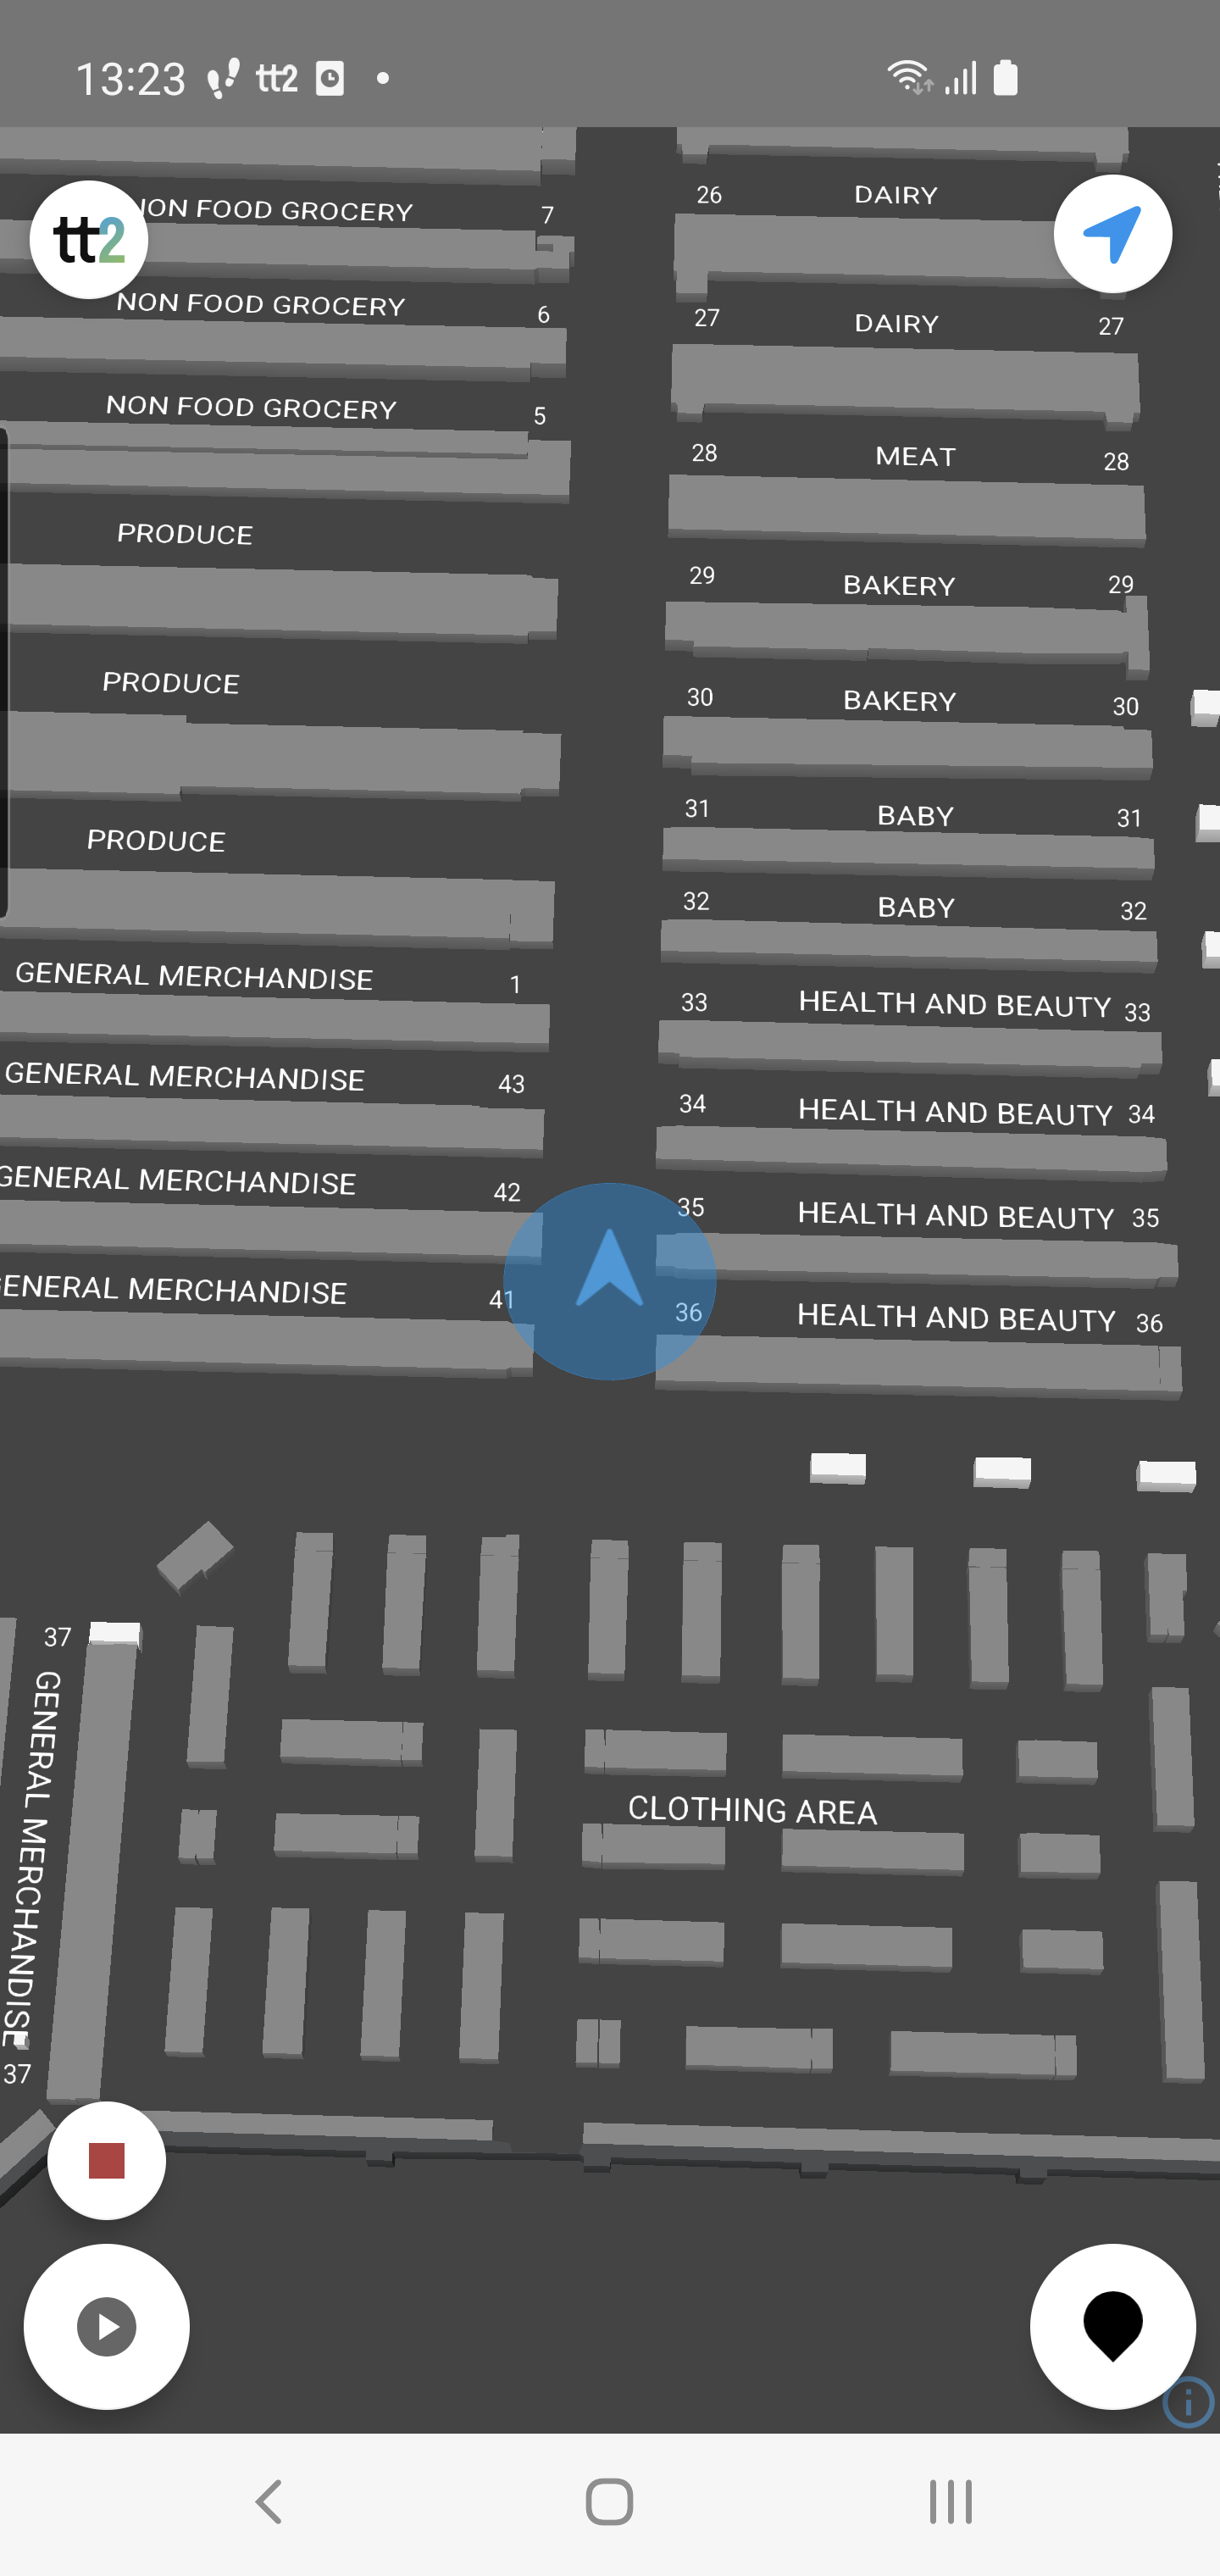 13:23 tt2
NON FOOD GROCERY 7
26 DAIRY
tt2
NON FOOD GROCERY 6
27 DAIRY 27
NON FOOD GROCERY 5
28 MEAT 28
PRODUCE
29 BAKERY 29
PRODUCE
30 BAKERY 30
31 BABY 31
PRODUCE
32 BABY 32
GENERAL MERCHANDISE 1
33 HEALTH AND BEAUTY 33
GENERAL MERCHANDISE 43
34 HEALTH AND BEAUTY 34
GENERAL MERCHANDISE 42
35 HEALTH AND BEAUTY 35
GENERAL MERCHANDISE 41
36 HEALTH AND BEAUTY 36
37
GENERAL MERCHANDISE
37
CLOTHING AREA